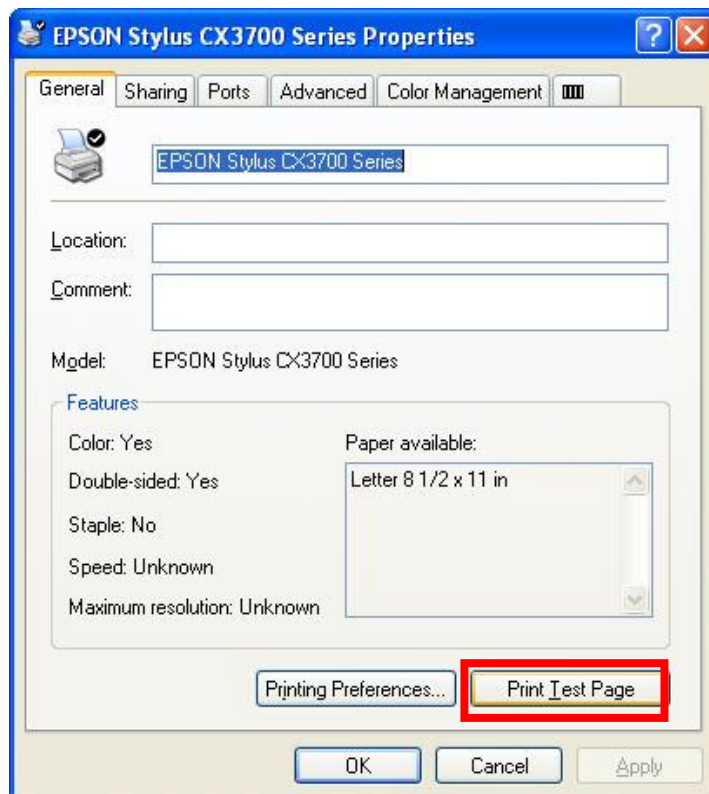 EPSON Stylus CX3700 Series Properties
General Sharing Ports Advanced Color Management
EPSON Stylus CX3700 Series
Location:
Comment:
Model: EPSON Stylus CX3700 Series
Features
Color: Yes
Paper available:
Double-sided: Yes
Letter 8 1/2 x 11 in
Staple: No
Speed: Unknown
Maximum resolution: Unknown
Printing Preferences... Print Test Page
OK Cancel Apply